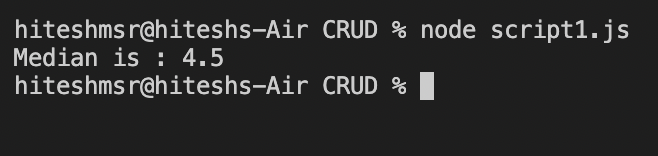 hiteshmsr@hiteshs-Air CRUD % node script1.js
Median is : 4.5
hiteshmsr@hiteshs-Air CRUD %